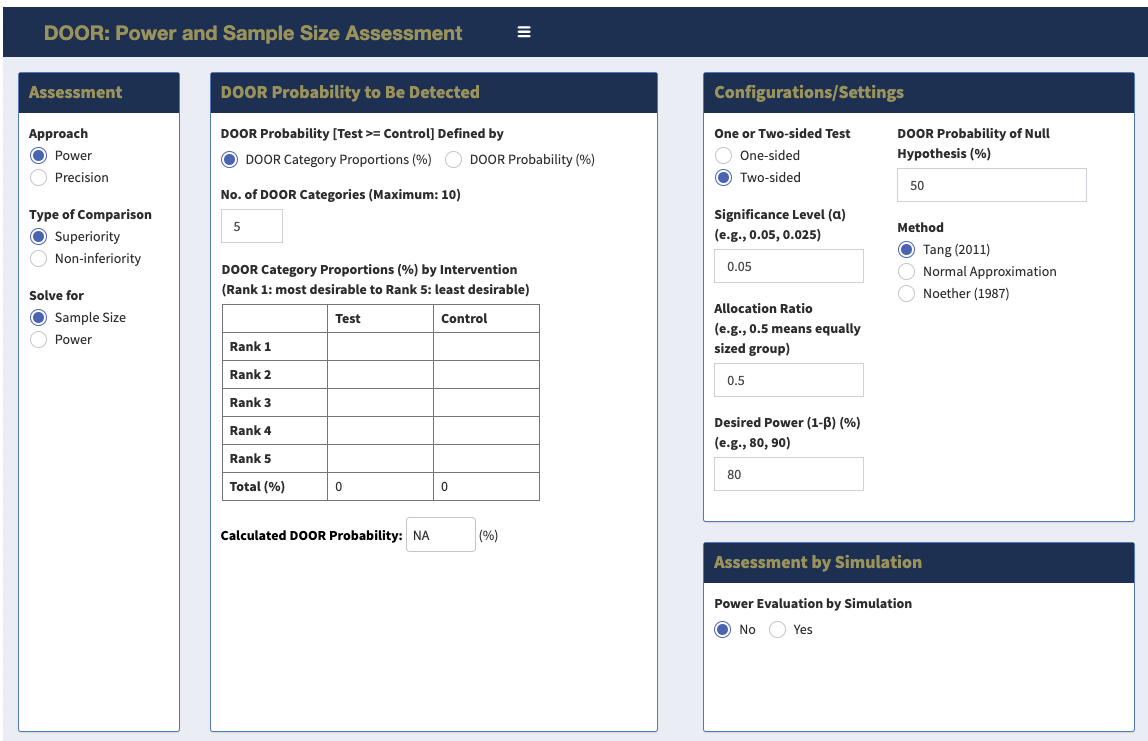 DOOR: Power and Sample Size Assessment
Assessment
Approach
Power
Precision
Type of Comparison
Superiority
Non-inferiority
Solve for
Sample Size
Power
DOOR Probability to Be Detected
DOOR Probability [Test >= Control] Defined by
DOOR Category Proportions (%) DOOR Probability (%)
No. of DOOR Categories (Maximum: 10)
5
DOOR Category Proportions (%) by Intervention
(Rank 1: most desirable to Rank 5: least desirable)
Test Control
Rank 1
Rank 2
Rank 3
Rank 4
Rank 5
Total (%) 0 0
Calculated DOOR Probability: NA (%)
Configurations/Settings
One or Two-sided Test
One-sided
Two-sided
Significance Level (α)
(e.g., 0.05, 0.025)
0.05
Allocation Ratio
(e.g., 0.5 means equally
sized group)
0.5
Desired Power (1-β) (%)
(e.g., 80, 90)
80
DOOR Probability of Null
Hypothesis (%)
50
Method
Tang (2011)
Normal Approximation
Noether (1987)
Assessment by Simulation
Power Evaluation by Simulation
No Yes